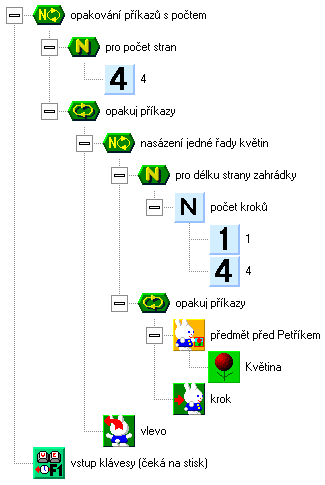 N opakování příkazů s počtem
N pro počet stran
4 4
opakuj příkazy
N nasázení jedné řady květin
N pro délku strany zahrádky
N počet kroků
1 1
4 4
opakuj příkazy
předmět před Petříkem
Květina
krok
vlevo
F1 vstup klávesy (čeká na stisk)